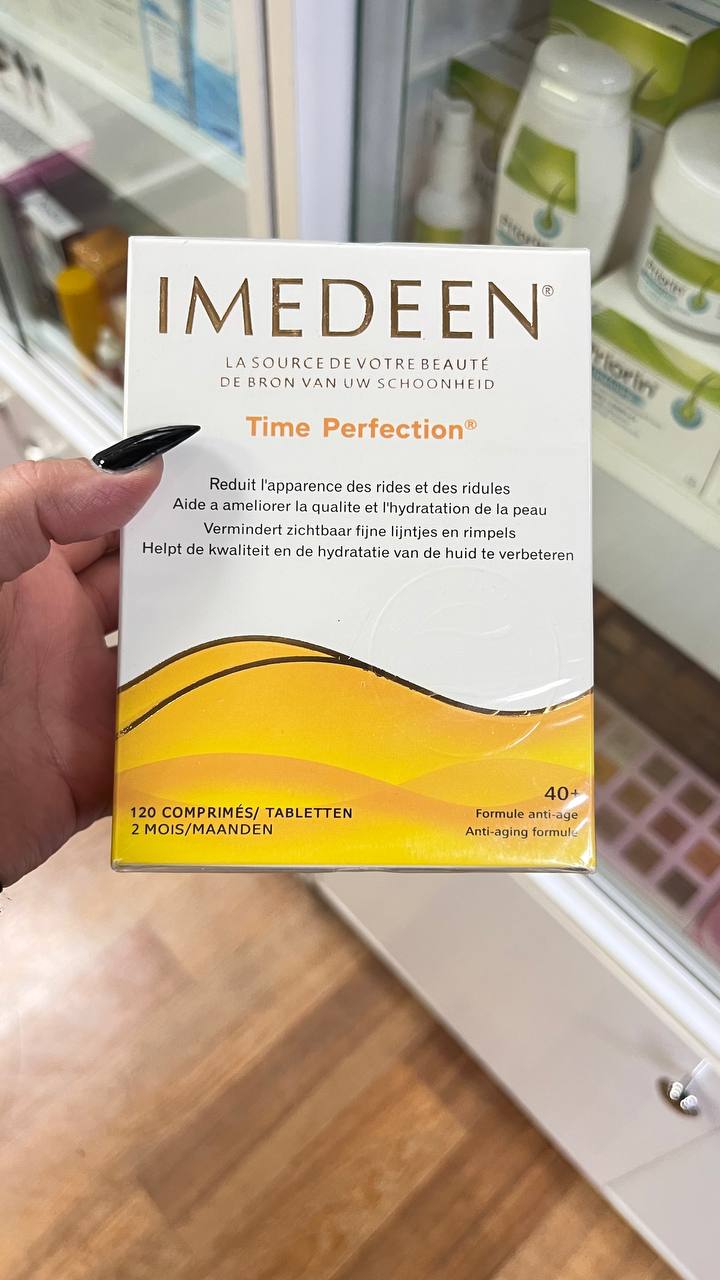 IMEDEEN®
LA SOURCE DE VOTRE BEAUTÉ
DE BRON VAN UW SCHOONHEID
Time Perfection®
Reduit l'apparence des rides et des ridules
Aide a ameliorer la qualite et l'hydratation de la peau
Vermindert zichtbaar fijne lijntjes en rimpels
Helpt de kwaliteit en de hydratatie van de huid te verbeteren
120 COMPRIMÉS/ TABLETTEN
2 MOIS/MAANDEN
40+
Formule anti-age
Anti-aging formule